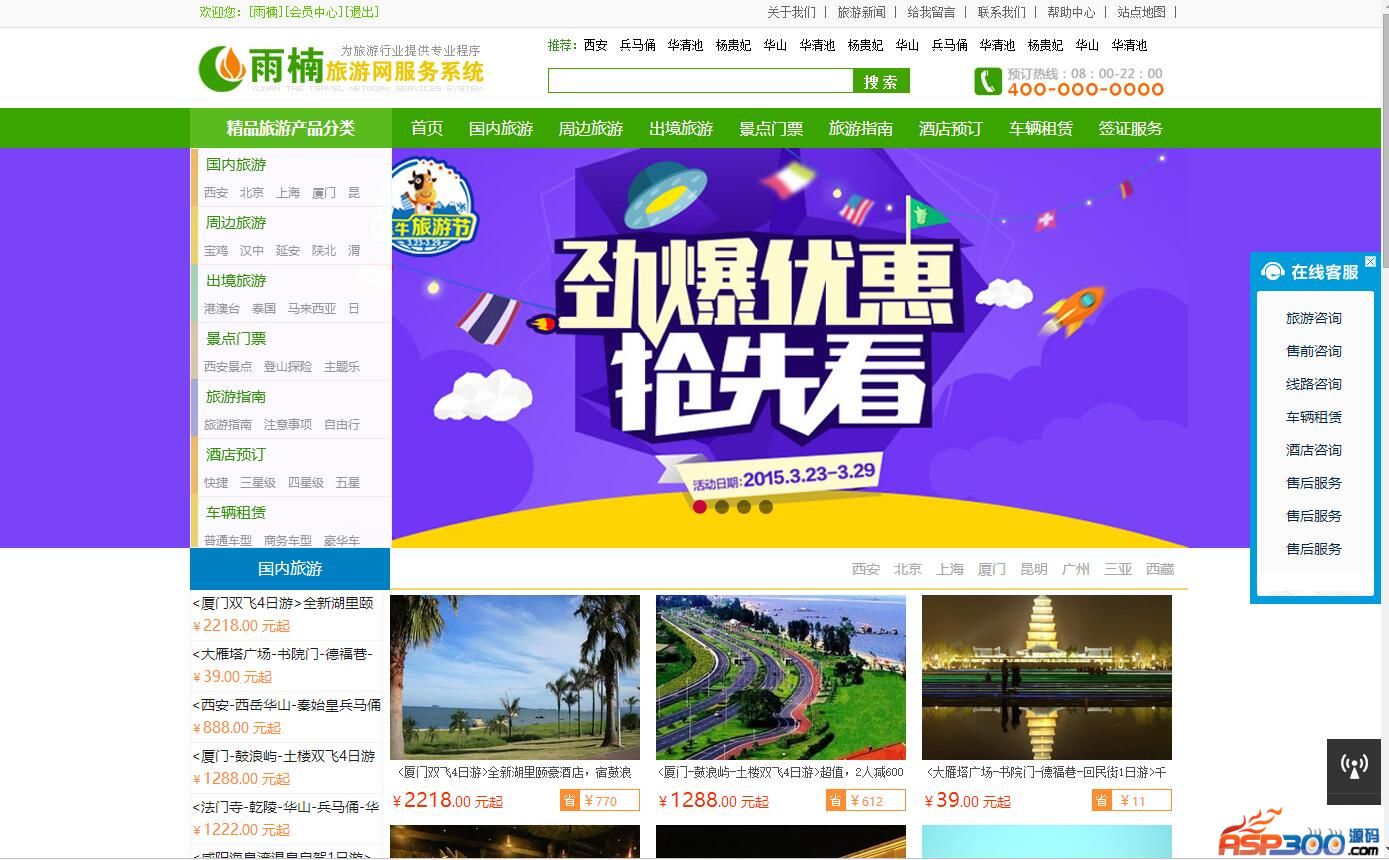 欢迎您：[雨楠][会员中心][退出]
关于我们 | 旅游新闻 | 给我留言 | 联系我们 | 帮助中心 | 站点地图 |
雨楠
为旅游行业提供专业程序
旅游网服务系统
YUNAN THE TRAVEL NETWORK SERVICES SYSTEM
推荐：西安 兵马俑 华清池 杨贵妃 华山 华清池 杨贵妃 华山 兵马俑 华清池 杨贵妃 华山 华清池
搜 索
预订热线：08：00-22：00
400-000-0000
精品旅游产品分类 首页 国内旅游 周边旅游 出境旅游 景点门票 旅游指南 酒店预订 车辆租赁 签证服务
国内旅游
西安 北京 上海 厦门 昆
周边旅游
宝鸡 汉中 延安 陕北 渭
出境旅游
港澳台 泰国 马来西亚 日
景点门票
西安景点 登山探险 主题乐
旅游指南
旅游指南 注意事项 自由行
酒店预订
快捷 三星级 四星级 五星
车辆租赁
普通车型 商务车型 豪华车
车旅游节
3.23-3.29
劲爆优惠
抢先看
活动日期:2015.3.23-3.29
在线客服
旅游咨询
售前咨询
线路咨询
车辆租赁
酒店咨询
售后服务
售后服务
售后服务
国内旅游
西安 北京 上海 厦门 昆明 广州 三亚 西藏
<厦门双飞4日游>全新湖里颐
￥2218.00 元起
<大雁塔广场-书院门-德福巷-
￥39.00 元起
<西安-西岳华山-秦始皇兵马俑
￥888.00 元起
<厦门-鼓浪屿-土楼双飞4日游
￥1288.00 元起
<法门寺-乾陵-华山-兵马俑-华
￥1222.00 元起
<咸阳海泉湾温泉自驾1日游>
<厦门双飞4日游>全新湖里颐豪酒店，宿鼓浪
￥2218.00 元起
省 ￥770
<厦门-鼓浪屿-土楼双飞4日游>超值，2人减600
￥1288.00 元起
省 ￥612
<大雁塔广场-书院门-德福巷-回民街1日游>千
￥39.00 元起
省 ￥11
ASP300源码
.com